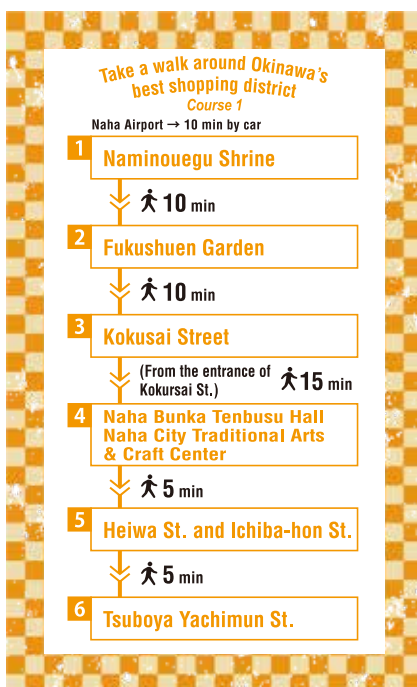 Take a walk around Okinawa's
best shopping district
Course 1
Naha Airport → 10 min by car
1
Naminouegu Shrine
10 min
2
Fukushuen Garden
10 min
3
Kokusai Street
(From the entrance of
Kokursai St.)
15 min
4
Naha Bunka Tenbusu Hall
Naha City Traditional Arts
& Craft Center
5 min
5
Heiwa St. and Ichiba-hon St.
5 min
6
Tsuboya Yachimun St.